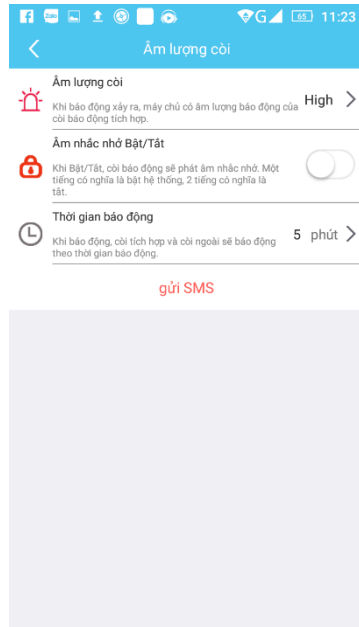 Zalo G 65 11:23
Âm lượng còi
Âm lượng còi
Khi báo động xảy ra, máy chủ có âm lượng báo động của
còi báo động tích hợp.
High
Âm nhắc nhở Bật/Tắt
Khi Bật/Tắt, còi báo động sẽ phát âm nhắc nhở. Một
tiếng có nghĩa là bật hệ thống, 2 tiếng có nghĩa là
tắt.
Thời gian báo động
Khi báo động, còi tích hợp và còi ngoài sẽ báo động
theo thời gian báo động.
5 phút
gửi SMS